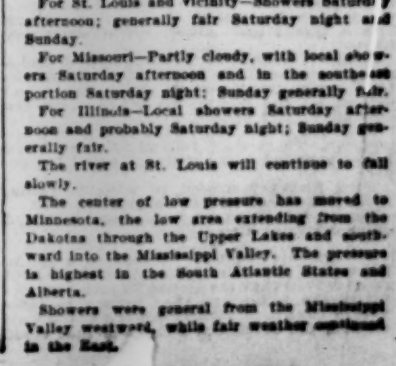 For St. Louis and Vicinity—Showers Saturday
afternoon; generally fair Saturday night and
Sunday.
For Missouri—Partly cloudy, with local show-
ers Saturday afternoon and in the southeast
portion Saturday night; Sunday generally fair.
For Illinois—Local showers Saturday after-
noon and probably Saturday night; Sunday gen-
erally fair.
The river at St. Louis will continue to fall
slowly.
The center of low pressure has moved to
Minnesota, the low area extending from the
Dakotas through the Upper Lakes and south-
ward into the Mississippi Valley. The pressure
is highest in the South Atlantic States and
Alberta.
Showers were general from the Mississippi
Valley westward, while fair weather continued
in the East.